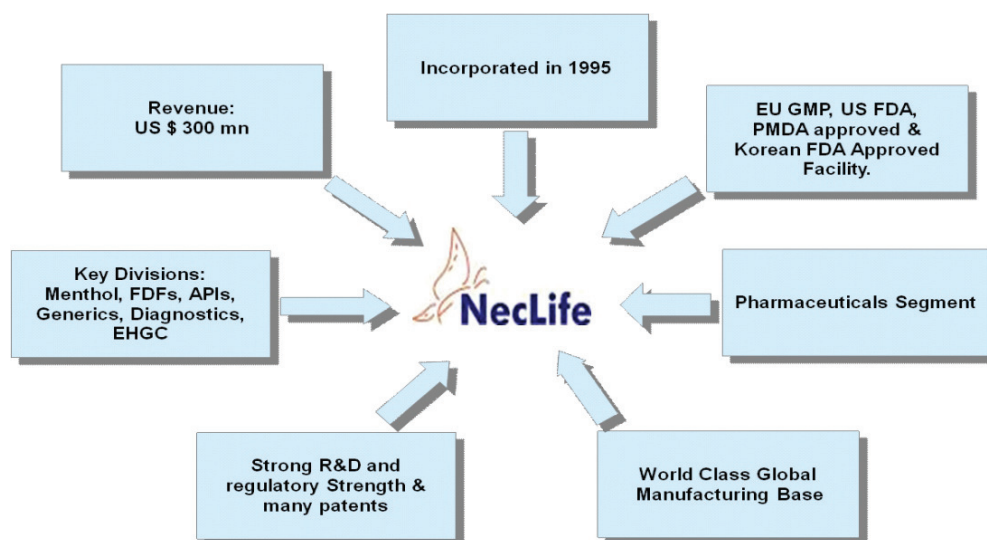 Incorporated in 1995
Revenue:
US $ 300 mn
EU GMP, US FDA,
PMDA approved &
Korean FDA Approved
Facility.
Key Divisions:
Menthol, FDFs, APIs,
Generics, Diagnostics,
EHGC
NecLife
Pharmaceuticals Segment
Strong R&D and
regulatory Strength &
many patents
World Class Global
Manufacturing Base